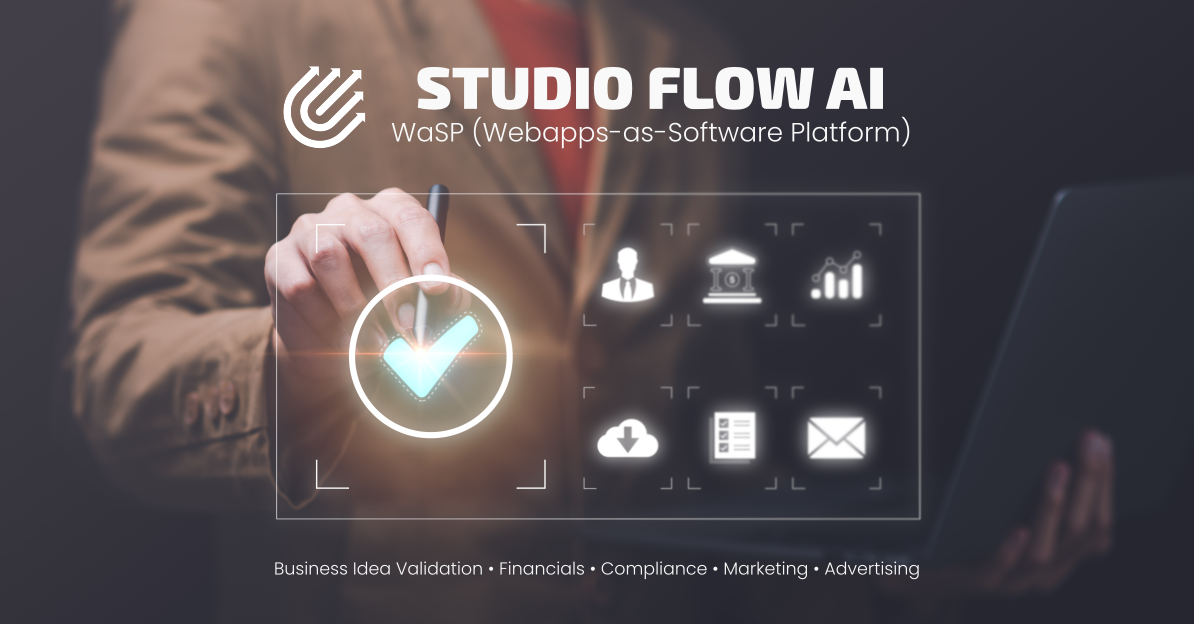 STUDIO FLOW AI
WaSP (Webapps-as-Software Platform)
Business Idea Validation • Financials • Compliance • Marketing • Advertising